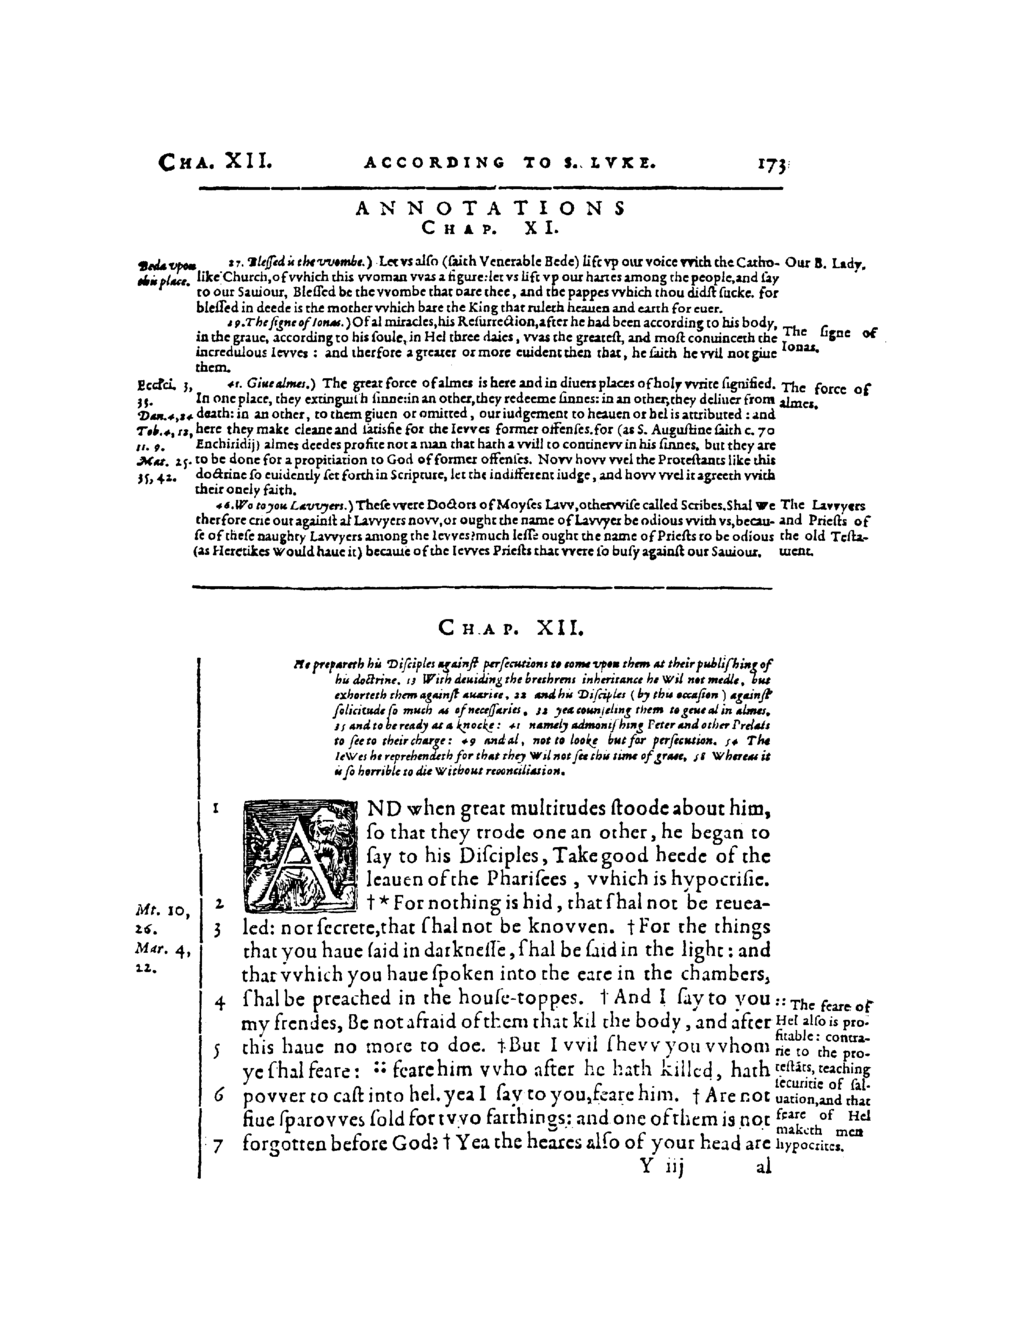 CHA. XII. ACCORDING TO S. LVKE. 173
ANNOTATIONS
CHAP. XI.
Beda vpon
this place.
27. Blessed is the vvombe.) Let vs also (saith Venerable Bede) lift vp our voice vvith the Catho-
like Church, of vvhich this vvoman vvas a figure: let vs lift vp our hartes among the people, and say
to our Sauiour, Blessed be the vvombe that bare thee, and the pappes vvhich thou didst sucke. for
blessed in deede is the mother vvhich bare the King that ruleth heauen and earth for euer.
Our B. Lady.
29. The signe of Ionas.) Of al miracles, his Resurrection, after he had been according to his body,
in the graue, according to his soule, in Hel three daies, vvas the greatest, and most conuinceth the
incredulous Ievves: and therfore a greater or more euident then that, he saith he vvil not giue
them.
The signe of
Ionas.
Eccl'ci. 3,
33.
Dan. 4, 24
Tob. 4, 12,
11. 9.
Mat. 25.
35, 42.
41. Giue almes.) The great force of almes is here and in diuers places of holy vvrite signified.
In one place, they extinguish sinne: in an other, they redeeme sinnes: in an other, they deliuer from
death: in an other, to them giuen or omitted, our iudgement to heauen or hel is attributed: and
here they make cleane and satisfie for the Ievves former offenses. for (as S. Augustine saith c. 70
Enchiridij) almes deedes profite not a man that hath a vvill to continevv in his sinnes, but they are
to be done for a propitiation to God of former offenses. Novv hovv vvel the Protestants like this
doctrine so euidently set forth in Scripture, let the indifferent iudge, and hovv vvel it agreeth vvith
their onely faith.
The force of
almes.
46. Wo to you Lavvyers.) These vvere Doctors of Moyses Lavv, othervvise called Scribes. Shal we
therfore crie out against al Lavvyers novv, or ought the name of Lavvyer be odious vvith vs, becau-
se of these naughty Lavvyers among the Ievves? much lesse ought the name of Priests to be odious
(as Heretikes Would haue it) because of the Ievves Priests that vvere so busy against our Sauiour.
The Lavvyers
and Priests of
the old Testa-
ment.
CHAP. XII.
He prepareth his Disciples against persecutions to come vpon them at their publishing of
his doctrine. 13 With deuiding the brethrens inheritance he Wil not medle, but
exhorteth them against auarice, 22 and his Disciples (by this occasion) against
solicitude so much as of necessaries, 32 yea counseling them to geue al in almes,
35 and to be ready at a knocke: 41 namely admonishing Peter and other Prelats
to see to their charge: 49 and al, not to looke but for persecution. 54 The
IeWes he reprehendeth for that they Wil not see this time of grace, 58 Whereas it
is so horrible to die Without reconciliation.
1 AND when great multitudes stoode about him,
so that they trode one an other, he began to
say to his Disciples, Take good heede of the
leauen of the Pharisees, vvhich is hypocrisie.
Mt. 10,
26.
Mar. 4,
22.
2 † * For nothing is hid, that shal not be reuea-
3 led: nor secrete, that shal not be knovven. † For the things
that you haue said in darknesse, shal be said in the light: and
that vvhich you haue spoken into the eare in the chambers,
4 shal be preached in the house-toppes. † And I say to you
my frendes, Be not afraid of them that kil the body, and after
5 this haue no more to doe. † But I vvil shevv you vvhom
ye shal feare: :: feare him vvho after he hath killed, hath
6 povver to cast into hel. yea I say to you, feare him. † Are not
fiue sparovves sold for tvvo farthings: and one of them is not
7 forgotten before God? † Yea the heares also of your head are
:: The feare of
Hel also is pro-
fitable: contra-
rie to the pro-
testãts, teaching
securitie of sal-
uation, and that
feare of Hel
maketh men
hypocrites.
Y iij al